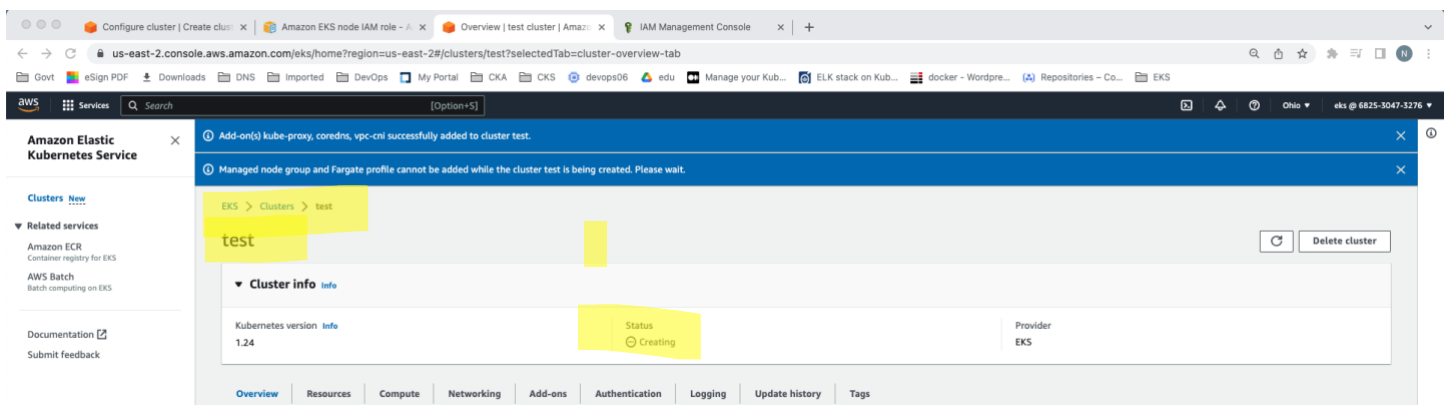 Configure cluster | Create clust
Amazon EKS node IAM role - A
Overview | test cluster | Amazo
IAM Management Console
us-east-2.console.aws.amazon.com/eks/home?region=us-east-2#/clusters/test?selectedTab=cluster-overview-tab
N
Govt eSign PDF Downloads DNS Imported DevOps My Portal CKA CKS devops06 edu Manage your Kub... ELK stack on Kub... docker - Wordpre... Repositories – Co... EKS
aws Services Search [Option+S] Ohio eks @ 6825-3047-3276
Amazon Elastic
Kubernetes Service
Clusters New
Related services
Amazon ECR
Container registry for EKS
AWS Batch
Batch computing on EKS
Documentation
Submit feedback
Add-on(s) kube-proxy, coredns, vpc-cni successfully added to cluster test.
Managed node group and Fargate profile cannot be added while the cluster test is being created. Please wait.
EKS > Clusters > test
test
Delete cluster
Cluster info Info
Kubernetes version Info
1.24
Status
Creating
Provider
EKS
Overview Resources Compute Networking Add-ons Authentication Logging Update history Tags